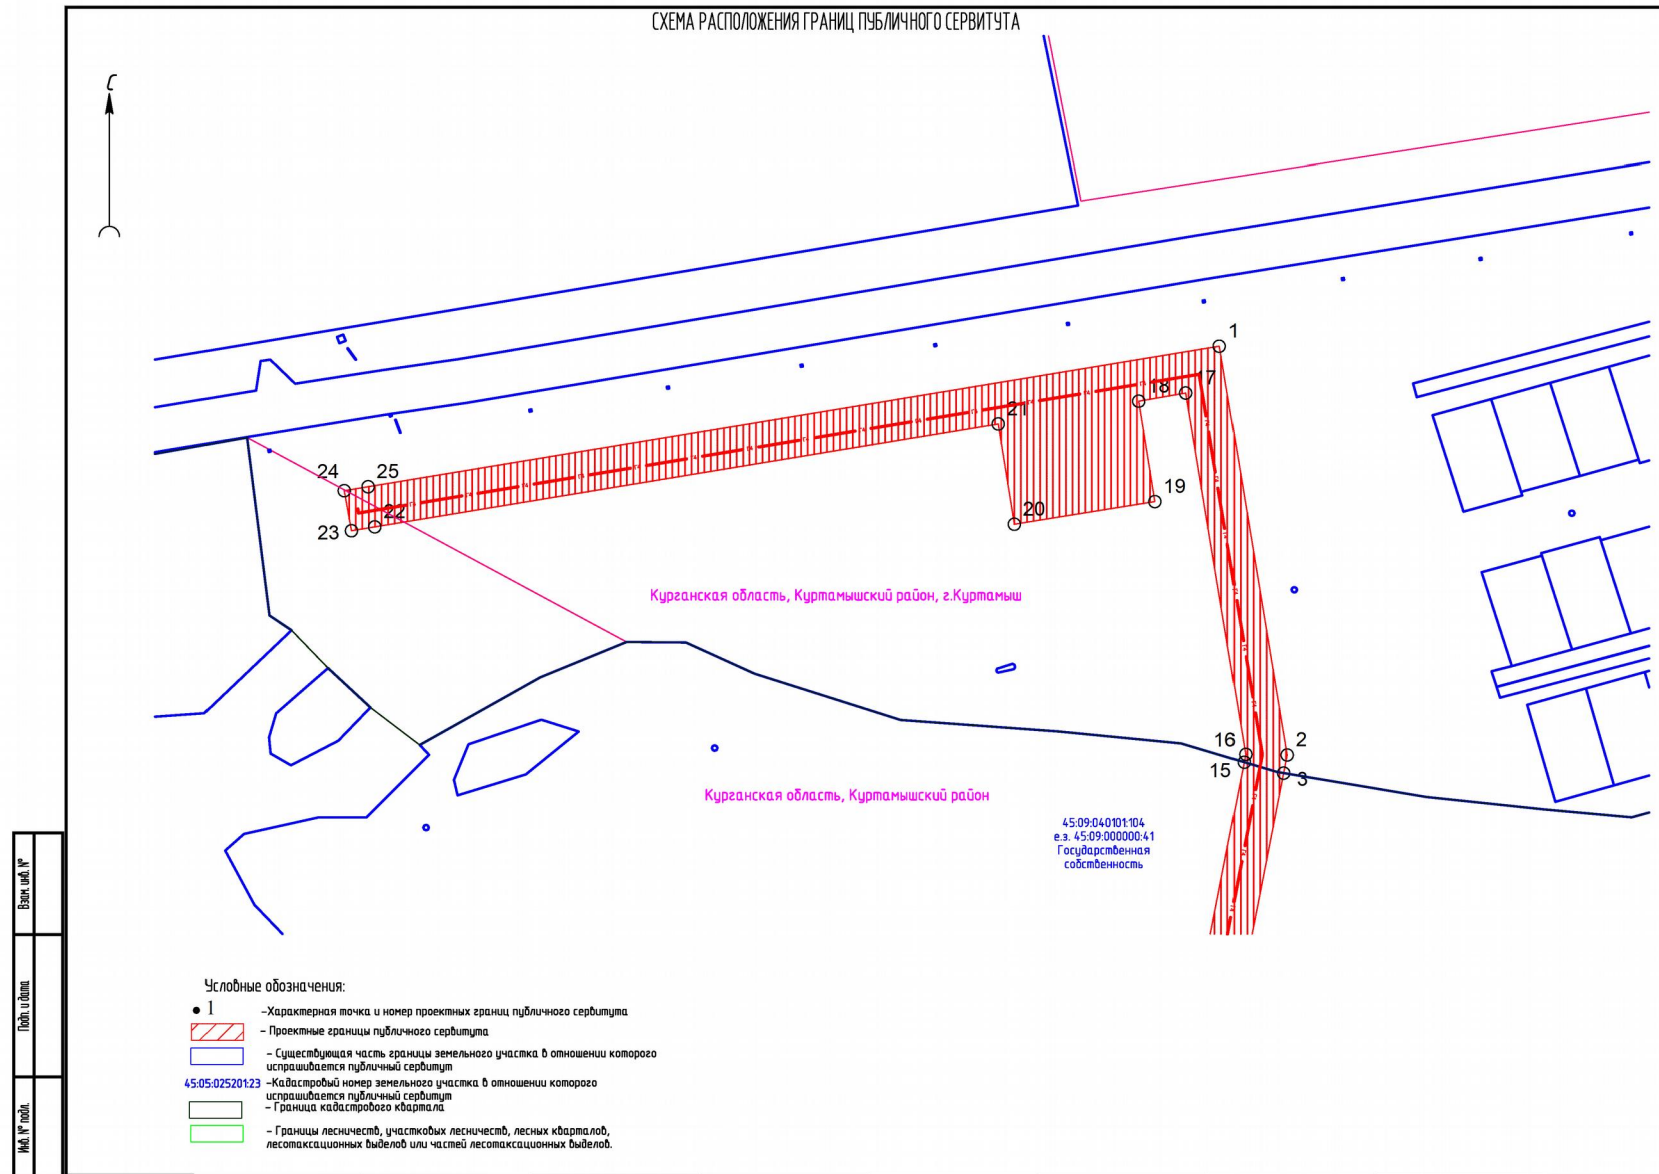 СХЕМА РАСПОЛОЖЕНИЯ ГРАНИЦ ПУБЛИЧНОГО СЕРВИТУТА
С
1
17
18
21
19
20
24
25
22
23
Курганская область, Куртамышский район, г.Куртамыш
16
2
15
3
Курганская область, Куртамышский район
45:09:040101:104
е.з. 45:09:000000:41
Государственная
собственность
Условные обозначения:
1 -Характерная точка и номер проектных границ публичного сервитута
- Проектные границы публичного сервитута
- Существующая часть границы земельного участка в отношении которого
испрашивается публичный сервитут
45:05:025201:23 -Кадастровый номер земельного участка в отношении которого
испрашивается публичный сервитут
- Граница кадастрового квартала
- Границы лесничеств, участковых лесничеств, лесных кварталов,
лесотаксационных выделов или частей лесотаксационных выделов.
Взам. инв. №
Подп. и дата
Инв. № подл.